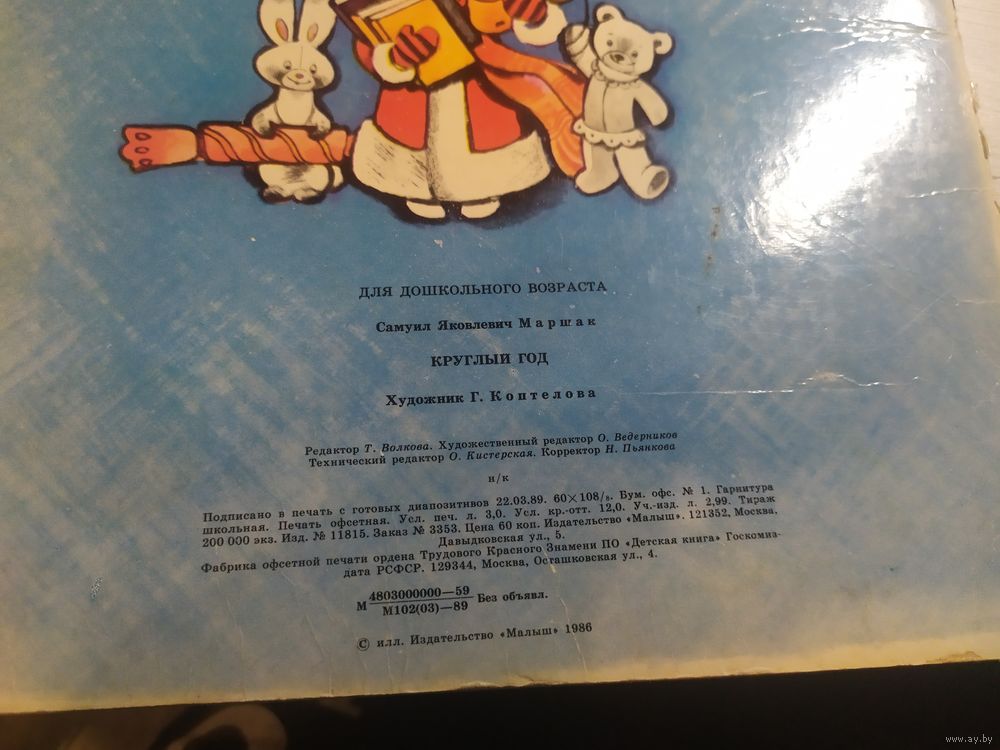 ДЛЯ ДОШКОЛЬНОГО ВОЗРАСТА
Самуил Яковлевич Маршак
КРУГЛЫЙ ГОД
Художник Г. Коптелова
Редактор Т. Волкова. Художественный редактор О. Ведерников
Технический редактор О. Кистерская. Корректор Н. Пьянкова
н/к
Подписано в печать с готовых диапозитивов 22.03.89. 60×108/₈. Бум. офс. № 1. Гарнитура
школьная. Печать офсетная. Усл. печ. л. 3,0. Усл. кр.-отт. 12,0. Уч.-изд. л. 2,99. Тираж
200 000 экз. Изд. № 11815. Заказ № 3353. Цена 60 коп. Издательство «Малыш». 121352, Москва,
Давыдковская ул., 5.
Фабрика офсетной печати ордена Трудового Красного Знамени ПО «Детская книга» Госкомиз-
дата РСФСР. 129344, Москва, Осташковская ул., 4.
М 4803000000—59
М102(03)—89 Без объявл.
© илл. Издательство «Малыш» 1986
www.ay.by